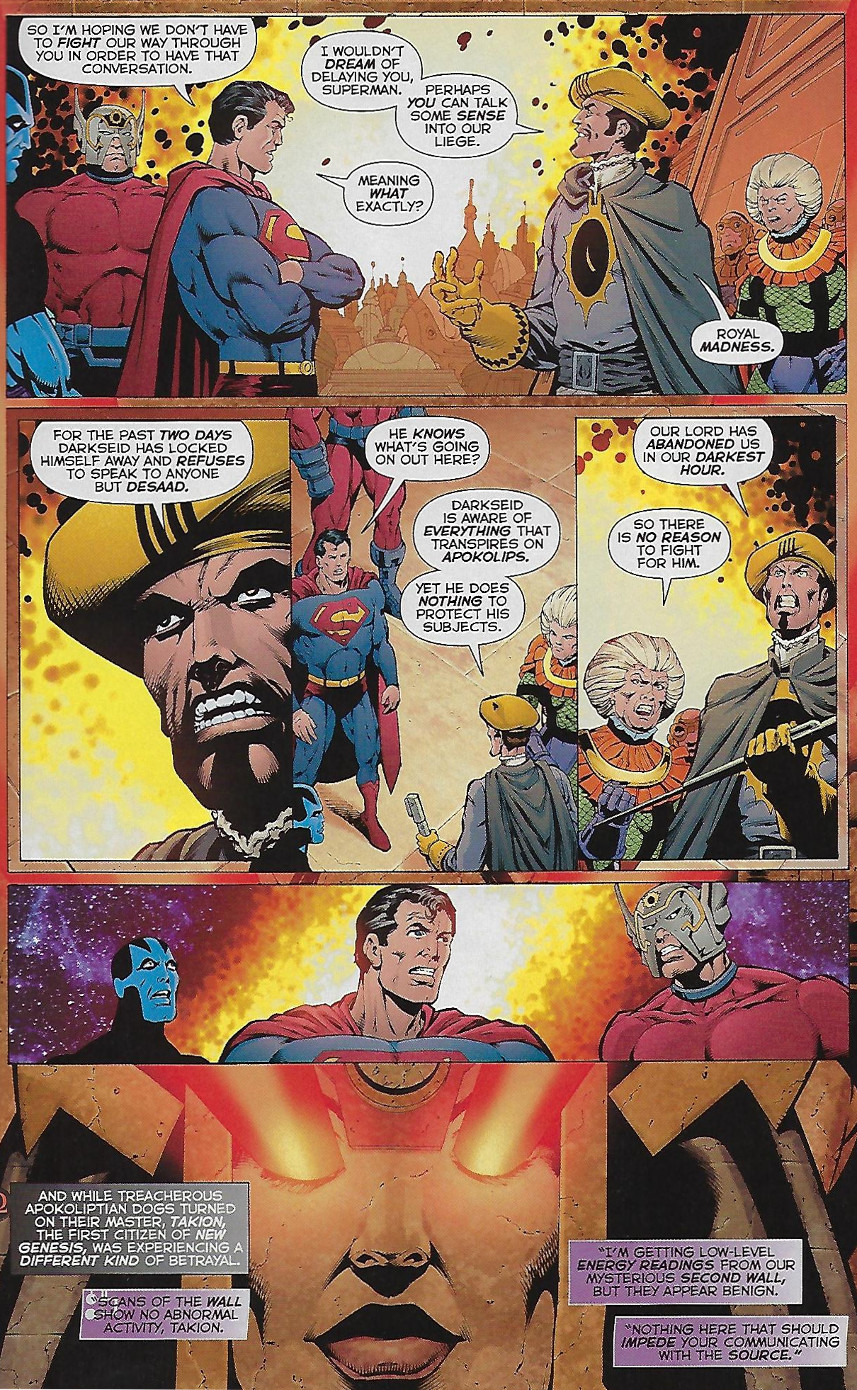 SO I'M HOPING WE DON'T HAVE
TO FIGHT OUR WAY THROUGH
YOU IN ORDER TO HAVE THAT
CONVERSATION.
I WOULDN'T
DREAM OF
DELAYING YOU,
SUPERMAN.
PERHAPS
YOU CAN TALK
SOME SENSE
INTO OUR
LIEGE.
MEANING
WHAT
EXACTLY?
ROYAL
MADNESS.
FOR THE PAST TWO DAYS
DARKSEID HAS LOCKED
HIMSELF AWAY AND REFUSES
TO SPEAK TO ANYONE
BUT DESAAD.
HE KNOWS
WHAT'S GOING
ON OUT HERE?
DARKSEID
IS AWARE OF
EVERYTHING THAT
TRANSPIRES ON
APOKOLIPS.
YET HE DOES
NOTHING TO
PROTECT HIS
SUBJECTS.
OUR LORD HAS
ABANDONED US
IN OUR DARKEST
HOUR.
SO THERE
IS NO REASON
TO FIGHT
FOR HIM.
AND WHILE TREACHEROUS
APOKOLIPTIAN DOGS TURNED
ON THEIR MASTER, TAKION,
THE FIRST CITIZEN OF NEW
GENESIS, WAS EXPERIENCING A
DIFFERENT KIND OF BETRAYAL.
"SCANS OF THE WALL
SHOW NO ABNORMAL
ACTIVITY, TAKION.
"I'M GETTING LOW-LEVEL
ENERGY READINGS FROM OUR
MYSTERIOUS SECOND WALL,
BUT THEY APPEAR BENIGN.
"NOTHING HERE THAT SHOULD
IMPEDE YOUR COMMUNICATING
WITH THE SOURCE."